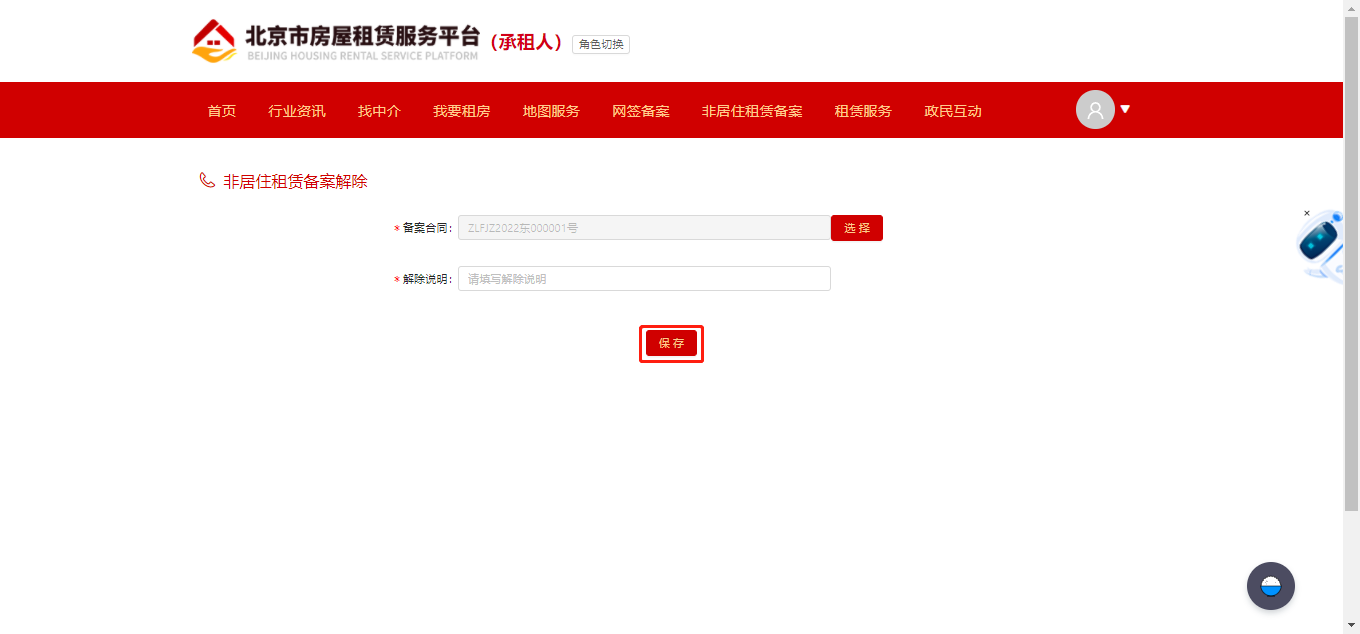 北京市房屋租赁服务平台（承租人） 角色切换
BEIJING HOUSING RENTAL SERVICE PLATFORM
首页 行业资讯 找中介 我要租房 地图服务 网签备案 非居住租赁备案 租赁服务 政民互动
非居住租赁备案解除
* 备案合同: ZLFJZ2022东000001号 选 择
* 解除说明: 请填写解除说明
保 存